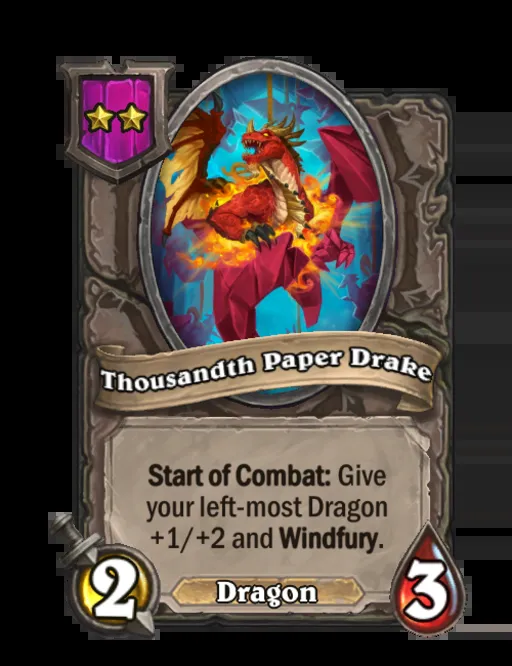 Thousandth Paper Drake
Start of Combat: Give
your left-most Dragon
+1/+2 and Windfury.
2
Dragon
3